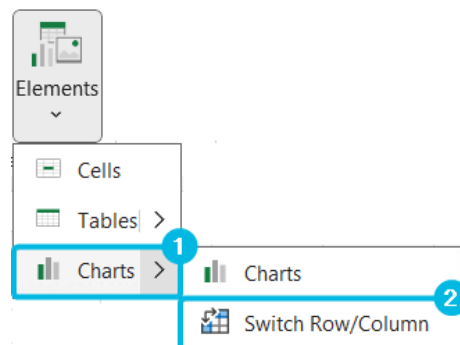 Elements
Cells
Tables
1
Charts
Charts
2
Switch Row/Column